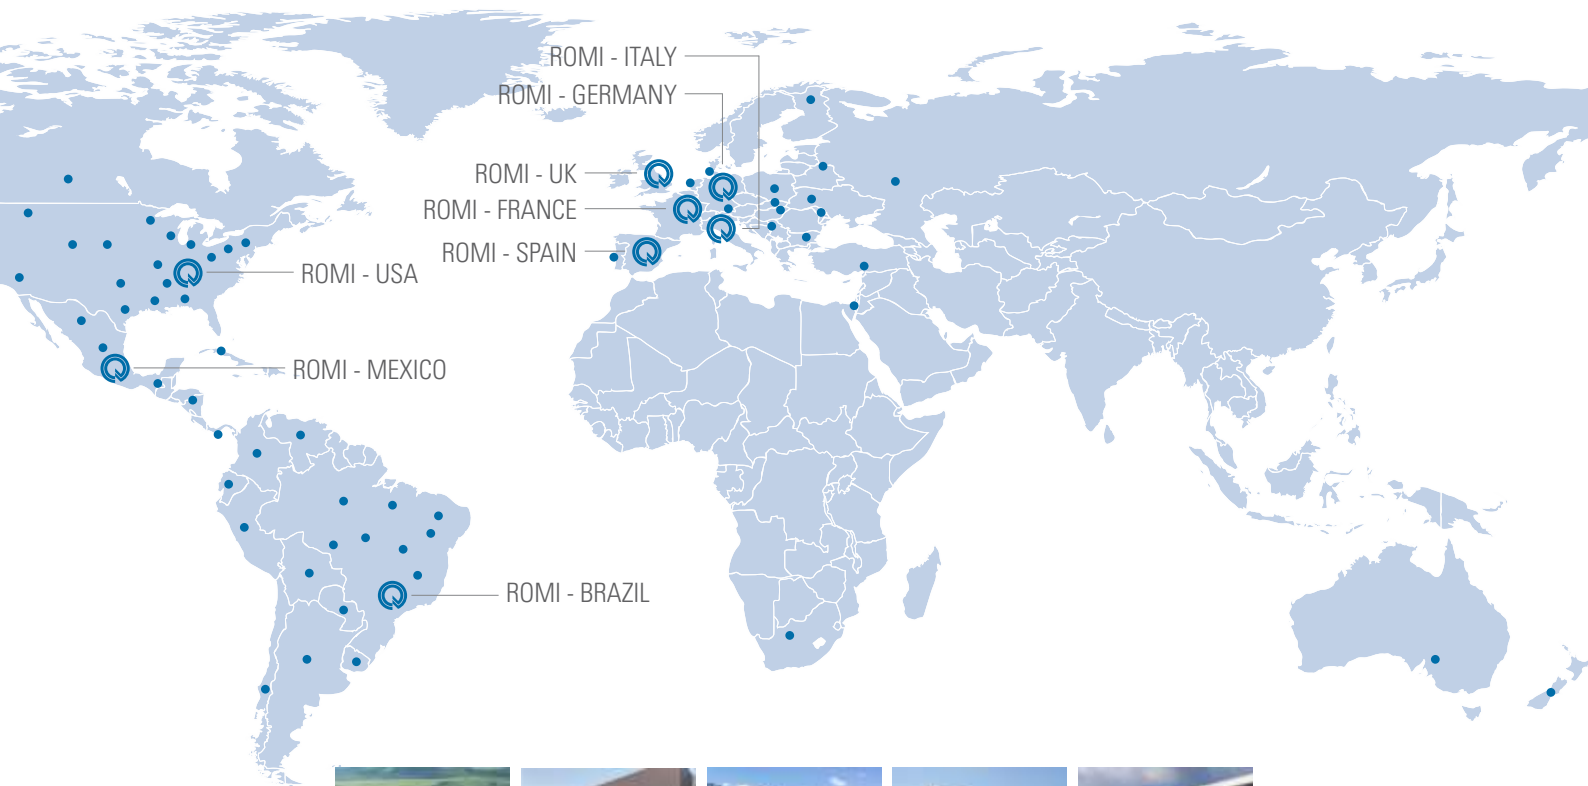 ROMI - ITALY
ROMI - GERMANY
ROMI - UK
ROMI - FRANCE
ROMI - SPAIN
ROMI - USA
ROMI - MEXICO
ROMI - BRAZIL